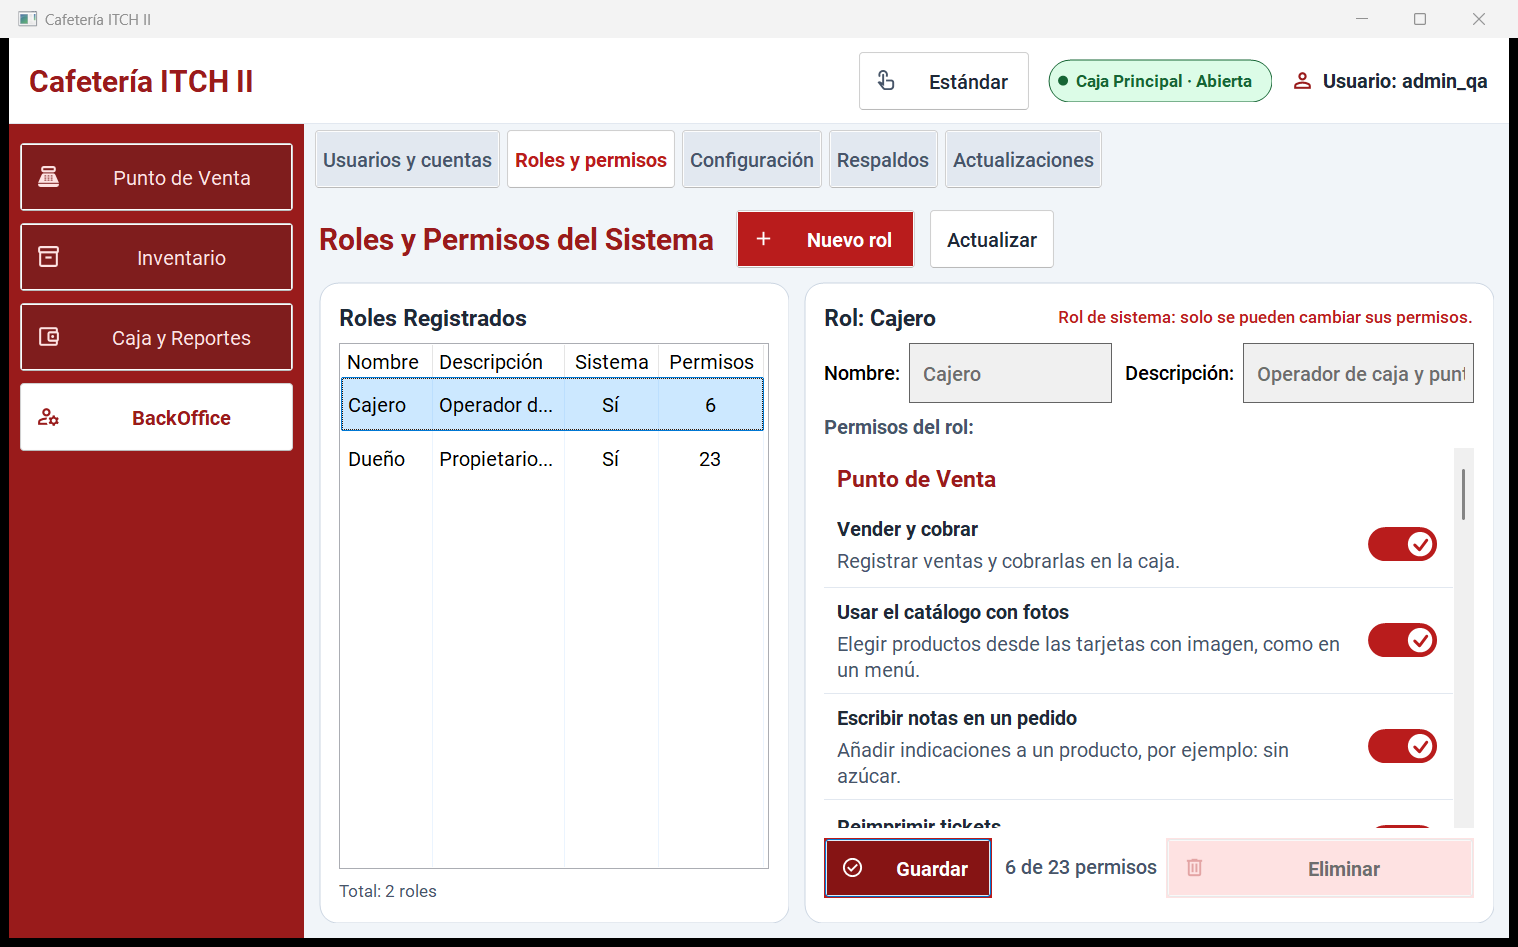 Cafetería ITCH II
Cafetería ITCH II
Estándar
Caja Principal · Abierta
Usuario: admin_qa
Punto de Venta
Inventario
Caja y Reportes
BackOffice
Usuarios y cuentas
Roles y permisos
Configuración
Respaldos
Actualizaciones
Roles y Permisos del Sistema
Nuevo rol
Actualizar
Roles Registrados
Nombre Descripción Sistema Permisos
Cajero Operador d... Sí 6
Dueño Propietario... Sí 23
Total: 2 roles
Rol: Cajero
Rol de sistema: solo se pueden cambiar sus permisos.
Nombre: Cajero Descripción: Operador de caja y punt
Permisos del rol:
Punto de Venta
Vender y cobrar
Registrar ventas y cobrarlas en la caja.
Usar el catálogo con fotos
Elegir productos desde las tarjetas con imagen, como en
un menú.
Escribir notas en un pedido
Añadir indicaciones a un producto, por ejemplo: sin
azúcar.
Reimprimir tickets
Guardar
6 de 23 permisos
Eliminar